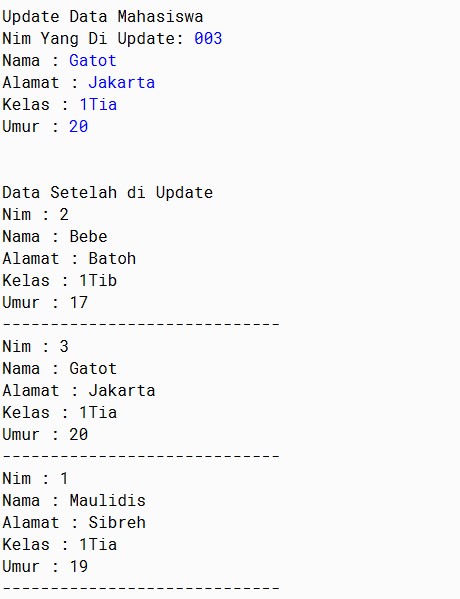 Update Data Mahasiswa
Nim Yang Di Update: 003
Nama : Gatot
Alamat : Jakarta
Kelas : 1Tia
Umur : 20
Data Setelah di Update
Nim : 2
Nama : Bebe
Alamat : Batoh
Kelas : 1Tib
Umur : 17
-----------------------------
Nim : 3
Nama : Gatot
Alamat : Jakarta
Kelas : 1Tia
Umur : 20
-----------------------------
Nim : 1
Nama : Maulidis
Alamat : Sibreh
Kelas : 1Tia
Umur : 19
-----------------------------